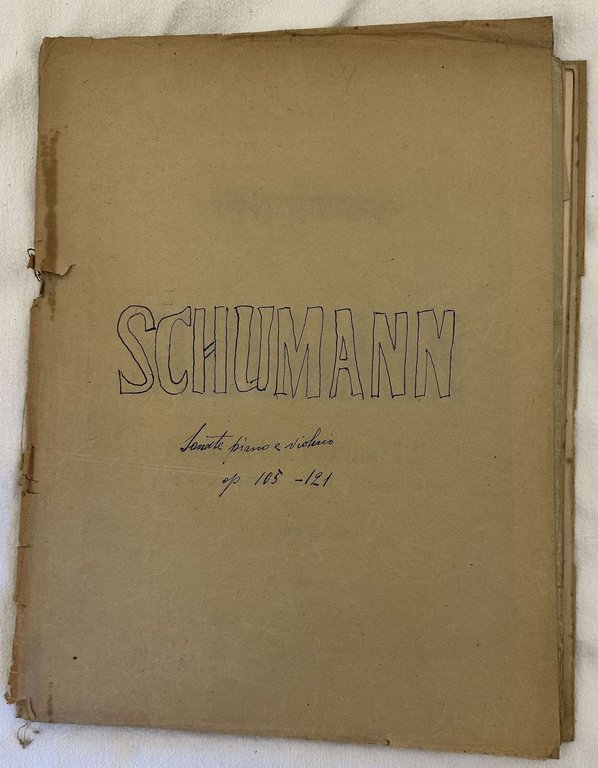 SCHUMANN
Sonate piano e violino
op 105 - 121